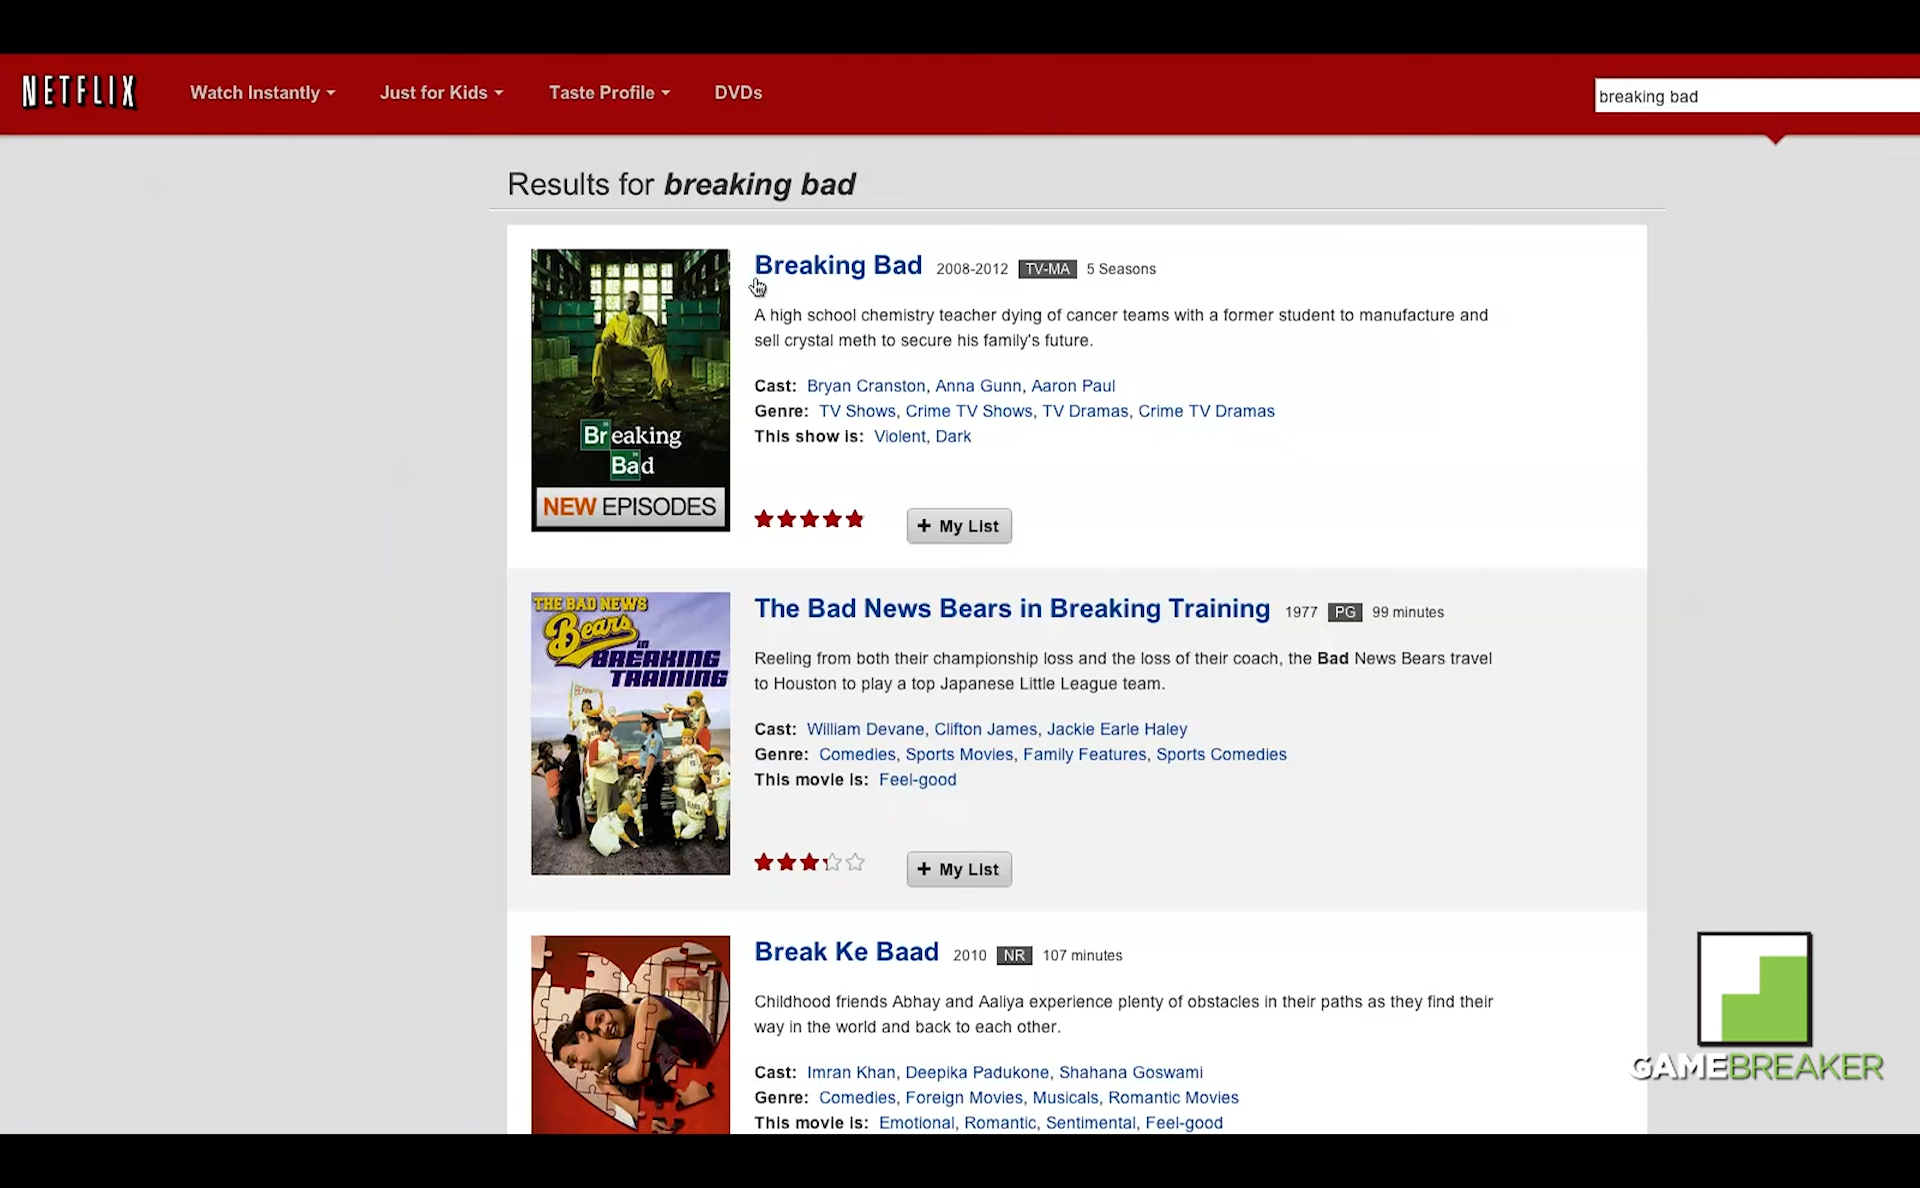 NETFLIX
Watch Instantly
Just for Kids
Taste Profile
DVDs
breaking bad
Results for breaking bad
Breaking Bad 2008-2012 TV-MA 5 Seasons
A high school chemistry teacher dying of cancer teams with a former student to manufacture and
sell crystal meth to secure his family's future.
Cast: Bryan Cranston, Anna Gunn, Aaron Paul
Genre: TV Shows, Crime TV Shows, TV Dramas, Crime TV Dramas
This show is: Violent, Dark
+ My List
Breaking
Bad
NEW EPISODES
The Bad News Bears in Breaking Training 1977 PG 99 minutes
Reeling from both their championship loss and the loss of their coach, the Bad News Bears travel
to Houston to play a top Japanese Little League team.
Cast: William Devane, Clifton James, Jackie Earle Haley
Genre: Comedies, Sports Movies, Family Features, Sports Comedies
This movie is: Feel-good
+ My List
THE BAD NEWS
Bears
in
BREAKING
TRAINING
Break Ke Baad 2010 NR 107 minutes
Childhood friends Abhay and Aaliya experience plenty of obstacles in their paths as they find their
way in the world and back to each other.
Cast: Imran Khan, Deepika Padukone, Shahana Goswami
Genre: Comedies, Foreign Movies, Musicals, Romantic Movies
This movie is: Emotional, Romantic, Sentimental, Feel-good
GAMEBREAKER